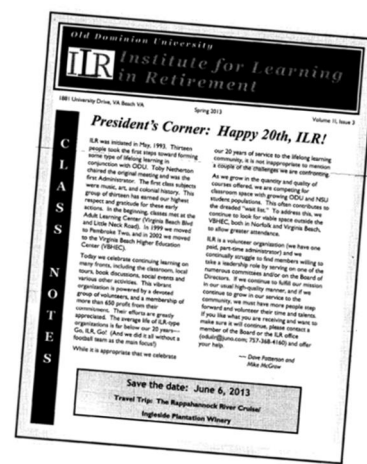 Old Dominion University
ILR Institute for Learning
in Retirement
1881 University Drive, VA Beach VA
Spring 2013
Volume 11, Issue 3
President's Corner: Happy 20th, ILR!
CLASS NOTES
ILR was initiated in May, 1993. Thirteen
people took the first steps toward forming
some type of lifelong learning in
conjunction with ODU. Toby Netherton
chaired the original meeting and was the
first Administrator. The first class subjects
were music, art, and colonial history. This
group of thirteen has earned our highest
respect and gratitude for these early
actions. In the beginning, classes met at the
Adult Learning Center (Virginia Beach Blvd
and Little Neck Road). In 1999 we moved
to Pembroke Two, and in 2002 we moved
to the Virginia Beach Higher Education
Center (VBHEC).
Today we celebrate continued learning on
many fronts, including the classroom, local
tours, book discussions, social events and
various other activities. This vibrant
organization is powered by a devoted
group of volunteers, and a membership of
more than 650 profit from their
commitment. Their efforts are greatly
appreciated. The average life of ILR-type
organizations is far below our 20 years—
Go, ILR, Go! (And we did it all without a
football team as the main focus!)
While it is appropriate that we celebrate
our 20 years of service to the lifelong learning
community, it is not inappropriate to mention
a couple of the challenges we are confronting.
As we grow in the quantity and quality of
courses offered, we are competing for
classroom space with growing ODU and NSU
student populations. This often contributes to
the dreaded "wait list." To address this, we
continue to look for viable space outside the
VBHEC, both in Norfolk and Virginia Beach,
to allow greater attendance.
ILR is a volunteer organization (we have one
paid, part-time administrator) and we
continually struggle to find members willing to
take a leadership role by serving on one of the
numerous committees and/or on the Board of
Directors. If we continue to fulfill our mission
in our usual high-quality manner, and if we
continue to grow in our service to the
community, we must have more people step
forward and volunteer their time and talents.
If you like what you are receiving and want to
make sure it will continue, please contact a
member of the Board or the ILR office
(oduilr@juno.com; 757-368-4160) and offer
your help.
— Dave Patterson and
Mike McGraw
Save the date: June 6, 2013
Travel Trip: The Rappahannock River Cruise/
Ingleside Plantation Winery